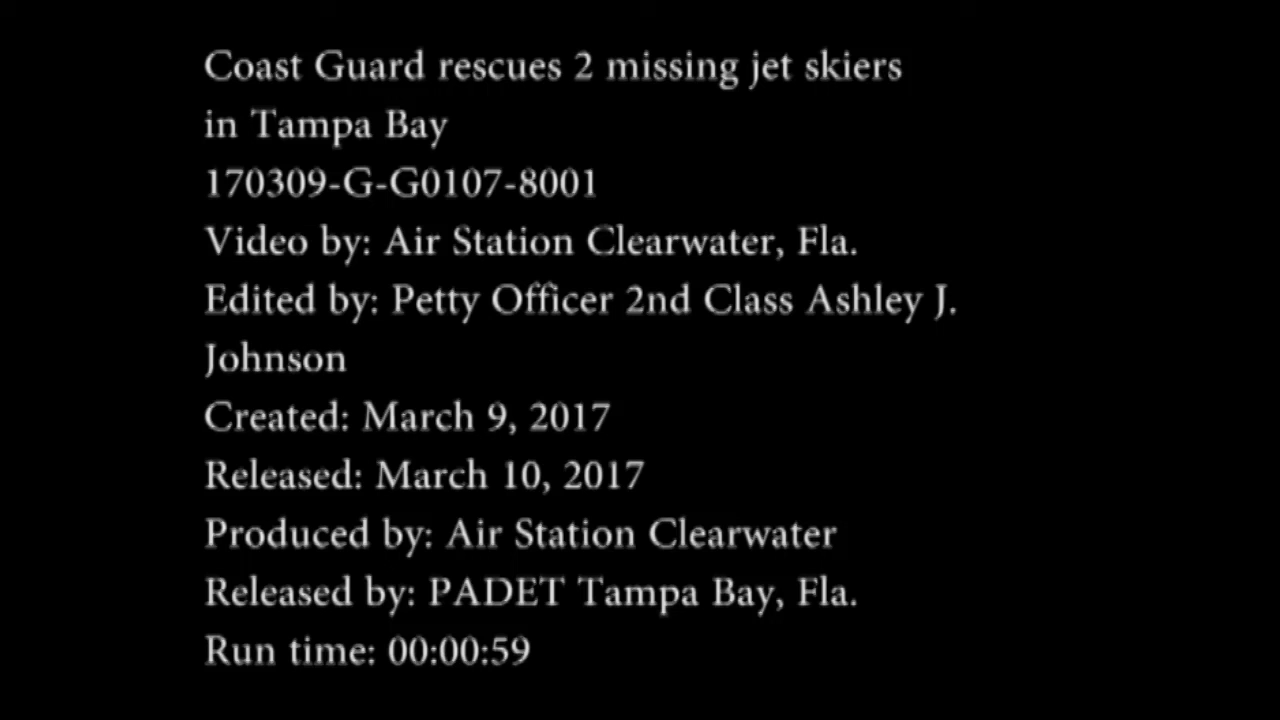 Coast Guard rescues 2 missing jet skiers
in Tampa Bay
170309-G-G0107-8001
Video by: Air Station Clearwater, Fla.
Edited by: Petty Officer 2nd Class Ashley J.
Johnson
Created: March 9, 2017
Released: March 10, 2017
Produced by: Air Station Clearwater
Released by: PADET Tampa Bay, Fla.
Run time: 00:00:59